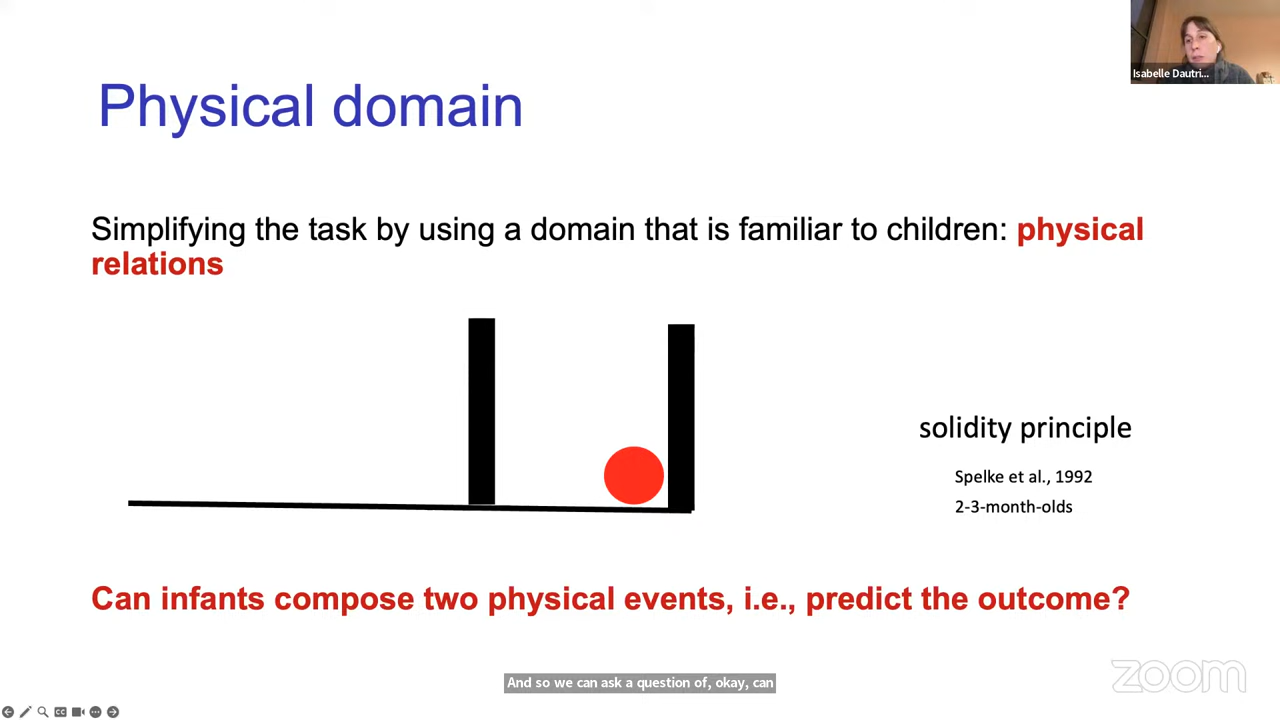 Isabelle Dautri...
Physical domain
Simplifying the task by using a domain that is familiar to children: physical
relations
solidity principle
Spelke et al., 1992
2-3-month-olds
Can infants compose two physical events, i.e., predict the outcome?
And so we can ask a question of, okay, can
zoom
CC